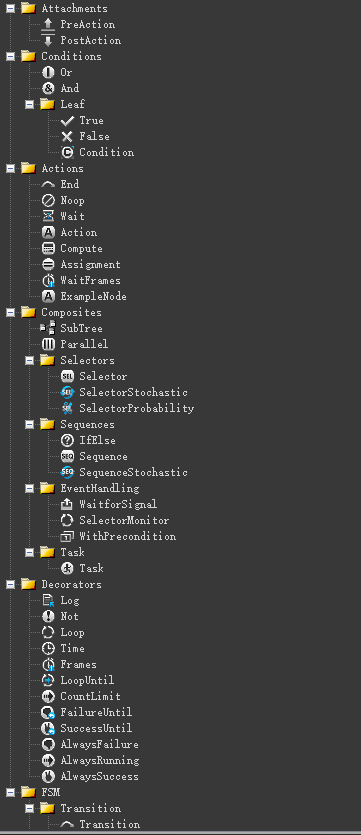 Attachments
PreAction
PostAction
Conditions
Or
And
Leaf
True
False
Condition
Actions
End
Noop
Wait
Action
Compute
Assignment
WaitFrames
ExampleNode
Composites
SubTree
Parallel
Selectors
Selector
SelectorStochastic
SelectorProbability
Sequences
IfElse
Sequence
SequenceStochastic
EventHandling
WaitforSignal
SelectorMonitor
WithPrecondition
Task
Task
Decorators
Log
Not
Loop
Time
Frames
LoopUntil
CountLimit
FailureUntil
SuccessUntil
AlwaysFailure
AlwaysRunning
AlwaysSuccess
FSM
Transition
Transition